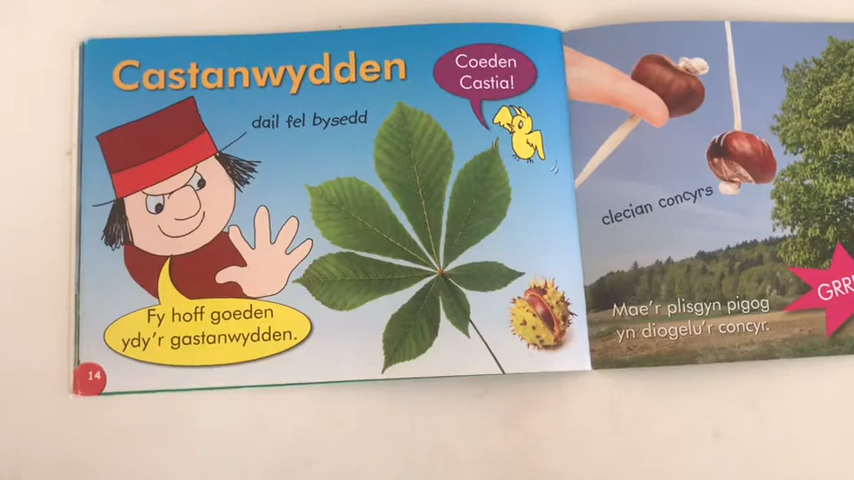 Castanwydden
Coeden
Castia!
dail fel bysedd
Fy hoff goeden
ydy'r gastanwydden.
14
clecian concyrs
Mae'r plisgyn pigog
yn diogelu'r concyr.